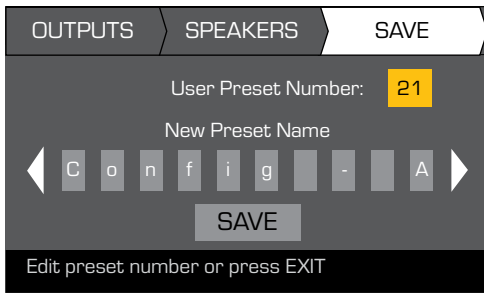 OUTPUTS SPEAKERS SAVE
User Preset Number: 21
New Preset Name
C o n f i g - A
SAVE
Edit preset number or press EXIT